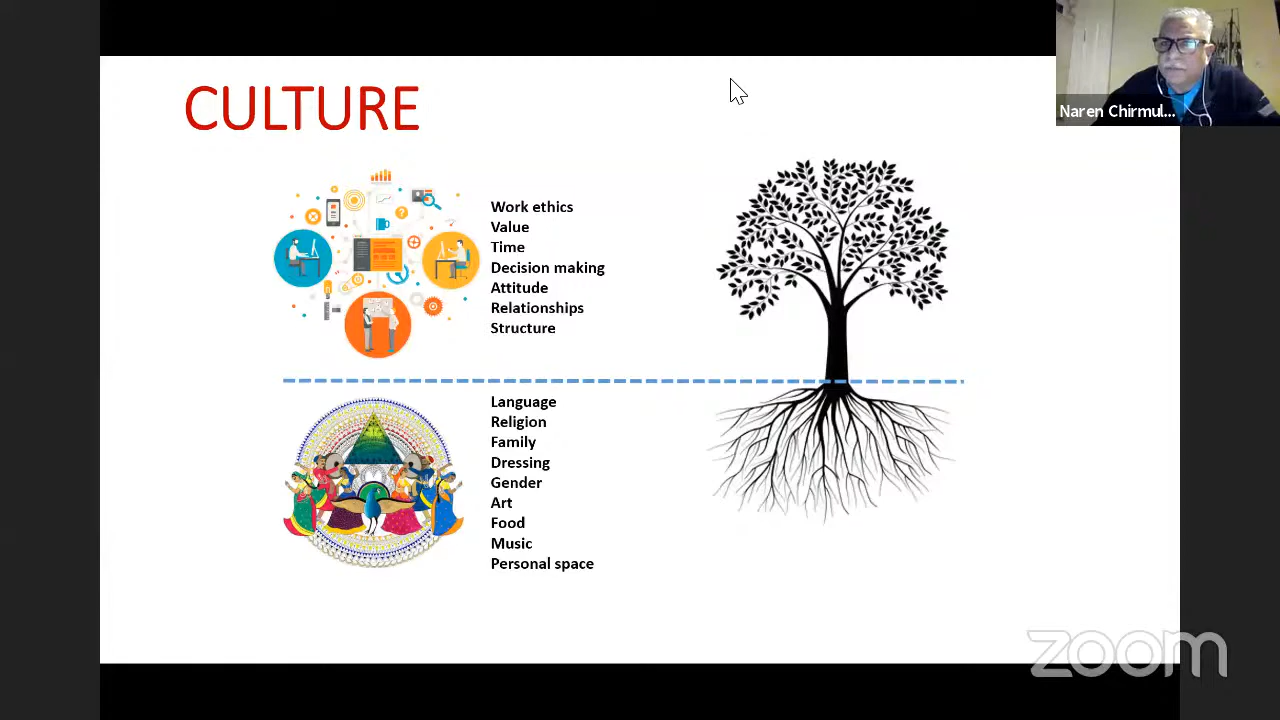 CULTURE
Work ethics
Value
Time
Decision making
Attitude
Relationships
Structure
Language
Religion
Family
Dressing
Gender
Art
Food
Music
Personal space
Naren Chirmul...
zoom